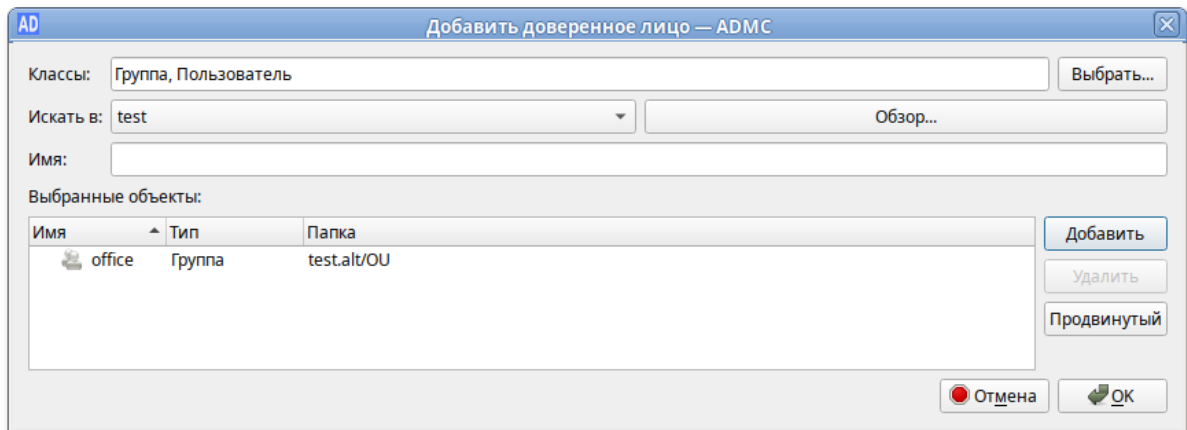 AD Добавить доверенное лицо — ADMC
Классы: Группа, Пользователь Выбрать...
Искать в: test Обзор...
Имя:
Выбранные объекты:
Имя Тип Папка Добавить
office Группа test.alt/OU
Удалить
Продвинутый
Отмена OK